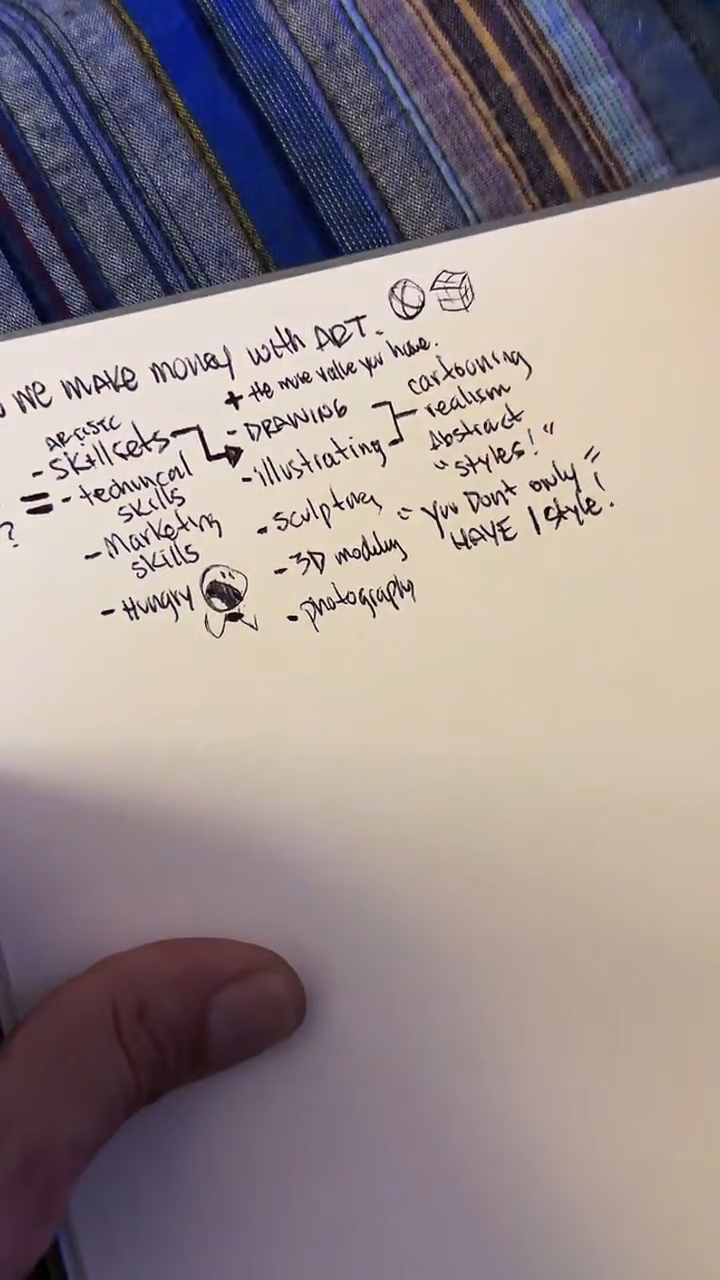 WE MAKE MONEY WITH ART.
+ the more value you have.
ARTISTIC
- Skillsets
= - technical
skills
?
- Marketing
skills
- Hungry
- DRAWING
- illustrating
- Sculpting
- 3D modeling
- photography
cartooning
realism
Abstract
"styles!"
= you Don't only =
HAVE 1 style!